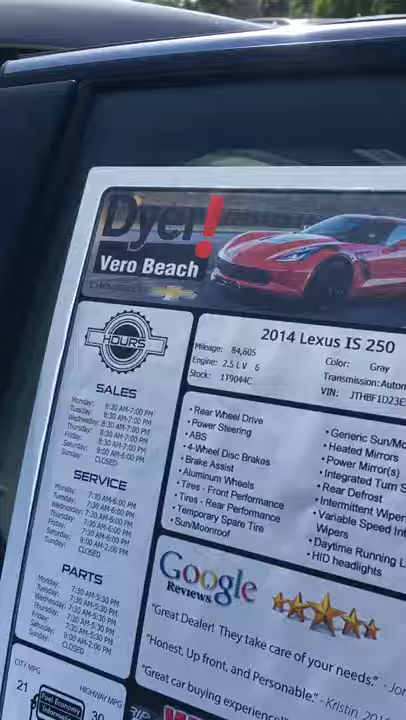 Dyer!
Vero Beach
CHEVROLET
HOURS
SALES
Monday: 8:30 AM-7:00 PM
Tuesday: 8:30 AM-7:00 PM
Wednesday: 8:30 AM-7:00 PM
Thursday: 8:30 AM-7:00 PM
Friday: 8:30 AM-7:00 PM
Saturday: 9:00 AM-6:00 PM
Sunday: CLOSED
SERVICE
Monday: 7:30 AM-6:00 PM
Tuesday: 7:30 AM-6:00 PM
Wednesday: 7:30 AM-6:00 PM
Thursday: 7:30 AM-6:00 PM
Friday: 7:30 AM-6:00 PM
Saturday: 8:00 AM-2:00 PM
Sunday: CLOSED
PARTS
Monday: 7:30 AM-5:30 PM
Tuesday: 7:30 AM-5:30 PM
Wednesday: 7:30 AM-5:30 PM
Thursday: 7:30 AM-5:30 PM
Friday: 7:30 AM-5:30 PM
Saturday: 9:00 AM-2:00 PM
Sunday: CLOSED
CITY MPG
HIGHWAY MPG
21
Fuel Economy
Information
30
2014 Lexus IS 250
Mileage: 84,605
Color: Gray
Engine: 2.5 L V 6
Transmission: Autom
Stock: 1T9044C
VIN: JTHBF1D23E
• Rear Wheel Drive
• Power Steering
• ABS
• 4-Wheel Disc Brakes
• Brake Assist
• Aluminum Wheels
• Tires - Front Performance
• Tires - Rear Performance
• Temporary Spare Tire
• Sun/Moonroof
• Generic Sun/Mo
• Heated Mirrors
• Power Mirror(s)
• Integrated Turn S
• Rear Defrost
• Intermittent Wipers
• Variable Speed Int
Wipers
• Daytime Running L
• HID headlights
Google
Reviews
"Great Dealer! They take care of your needs." - Jor
"Honest, Up front, and Personable." - Kristin, 201
"Great car buying experience!!